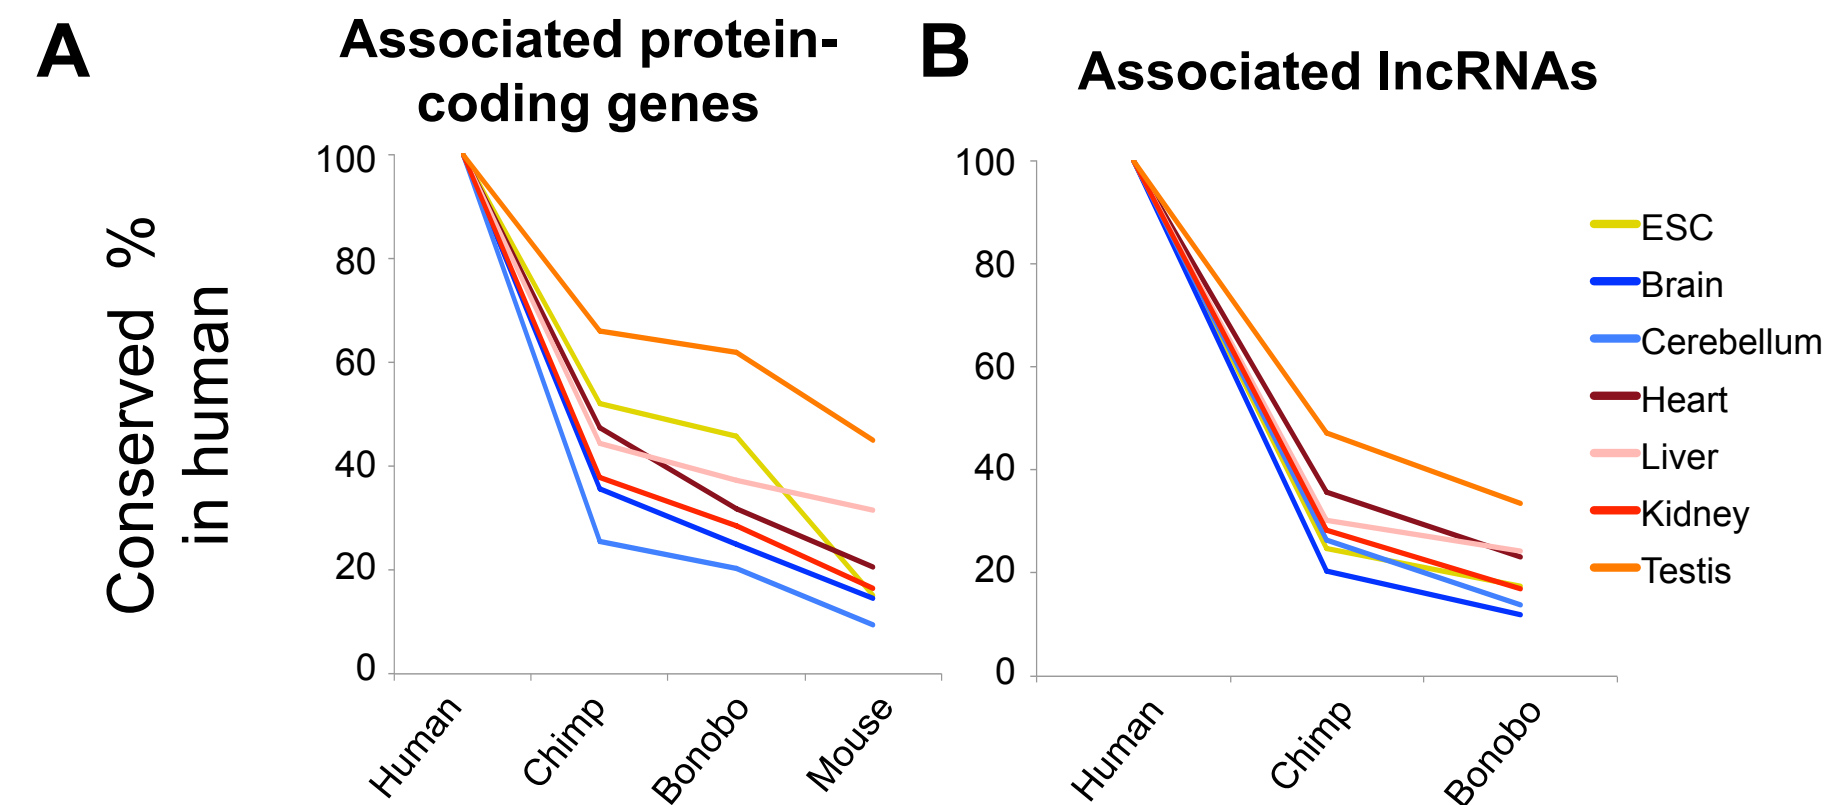 A
Associated protein-
coding genes
B
Associated lncRNAs
Conserved %
in human
100
80
60
40
20
0
Human
Chimp
Bonobo
Mouse
100
80
60
40
20
0
Human
Chimp
Bonobo
ESC
Brain
Cerebellum
Heart
Liver
Kidney
Testis